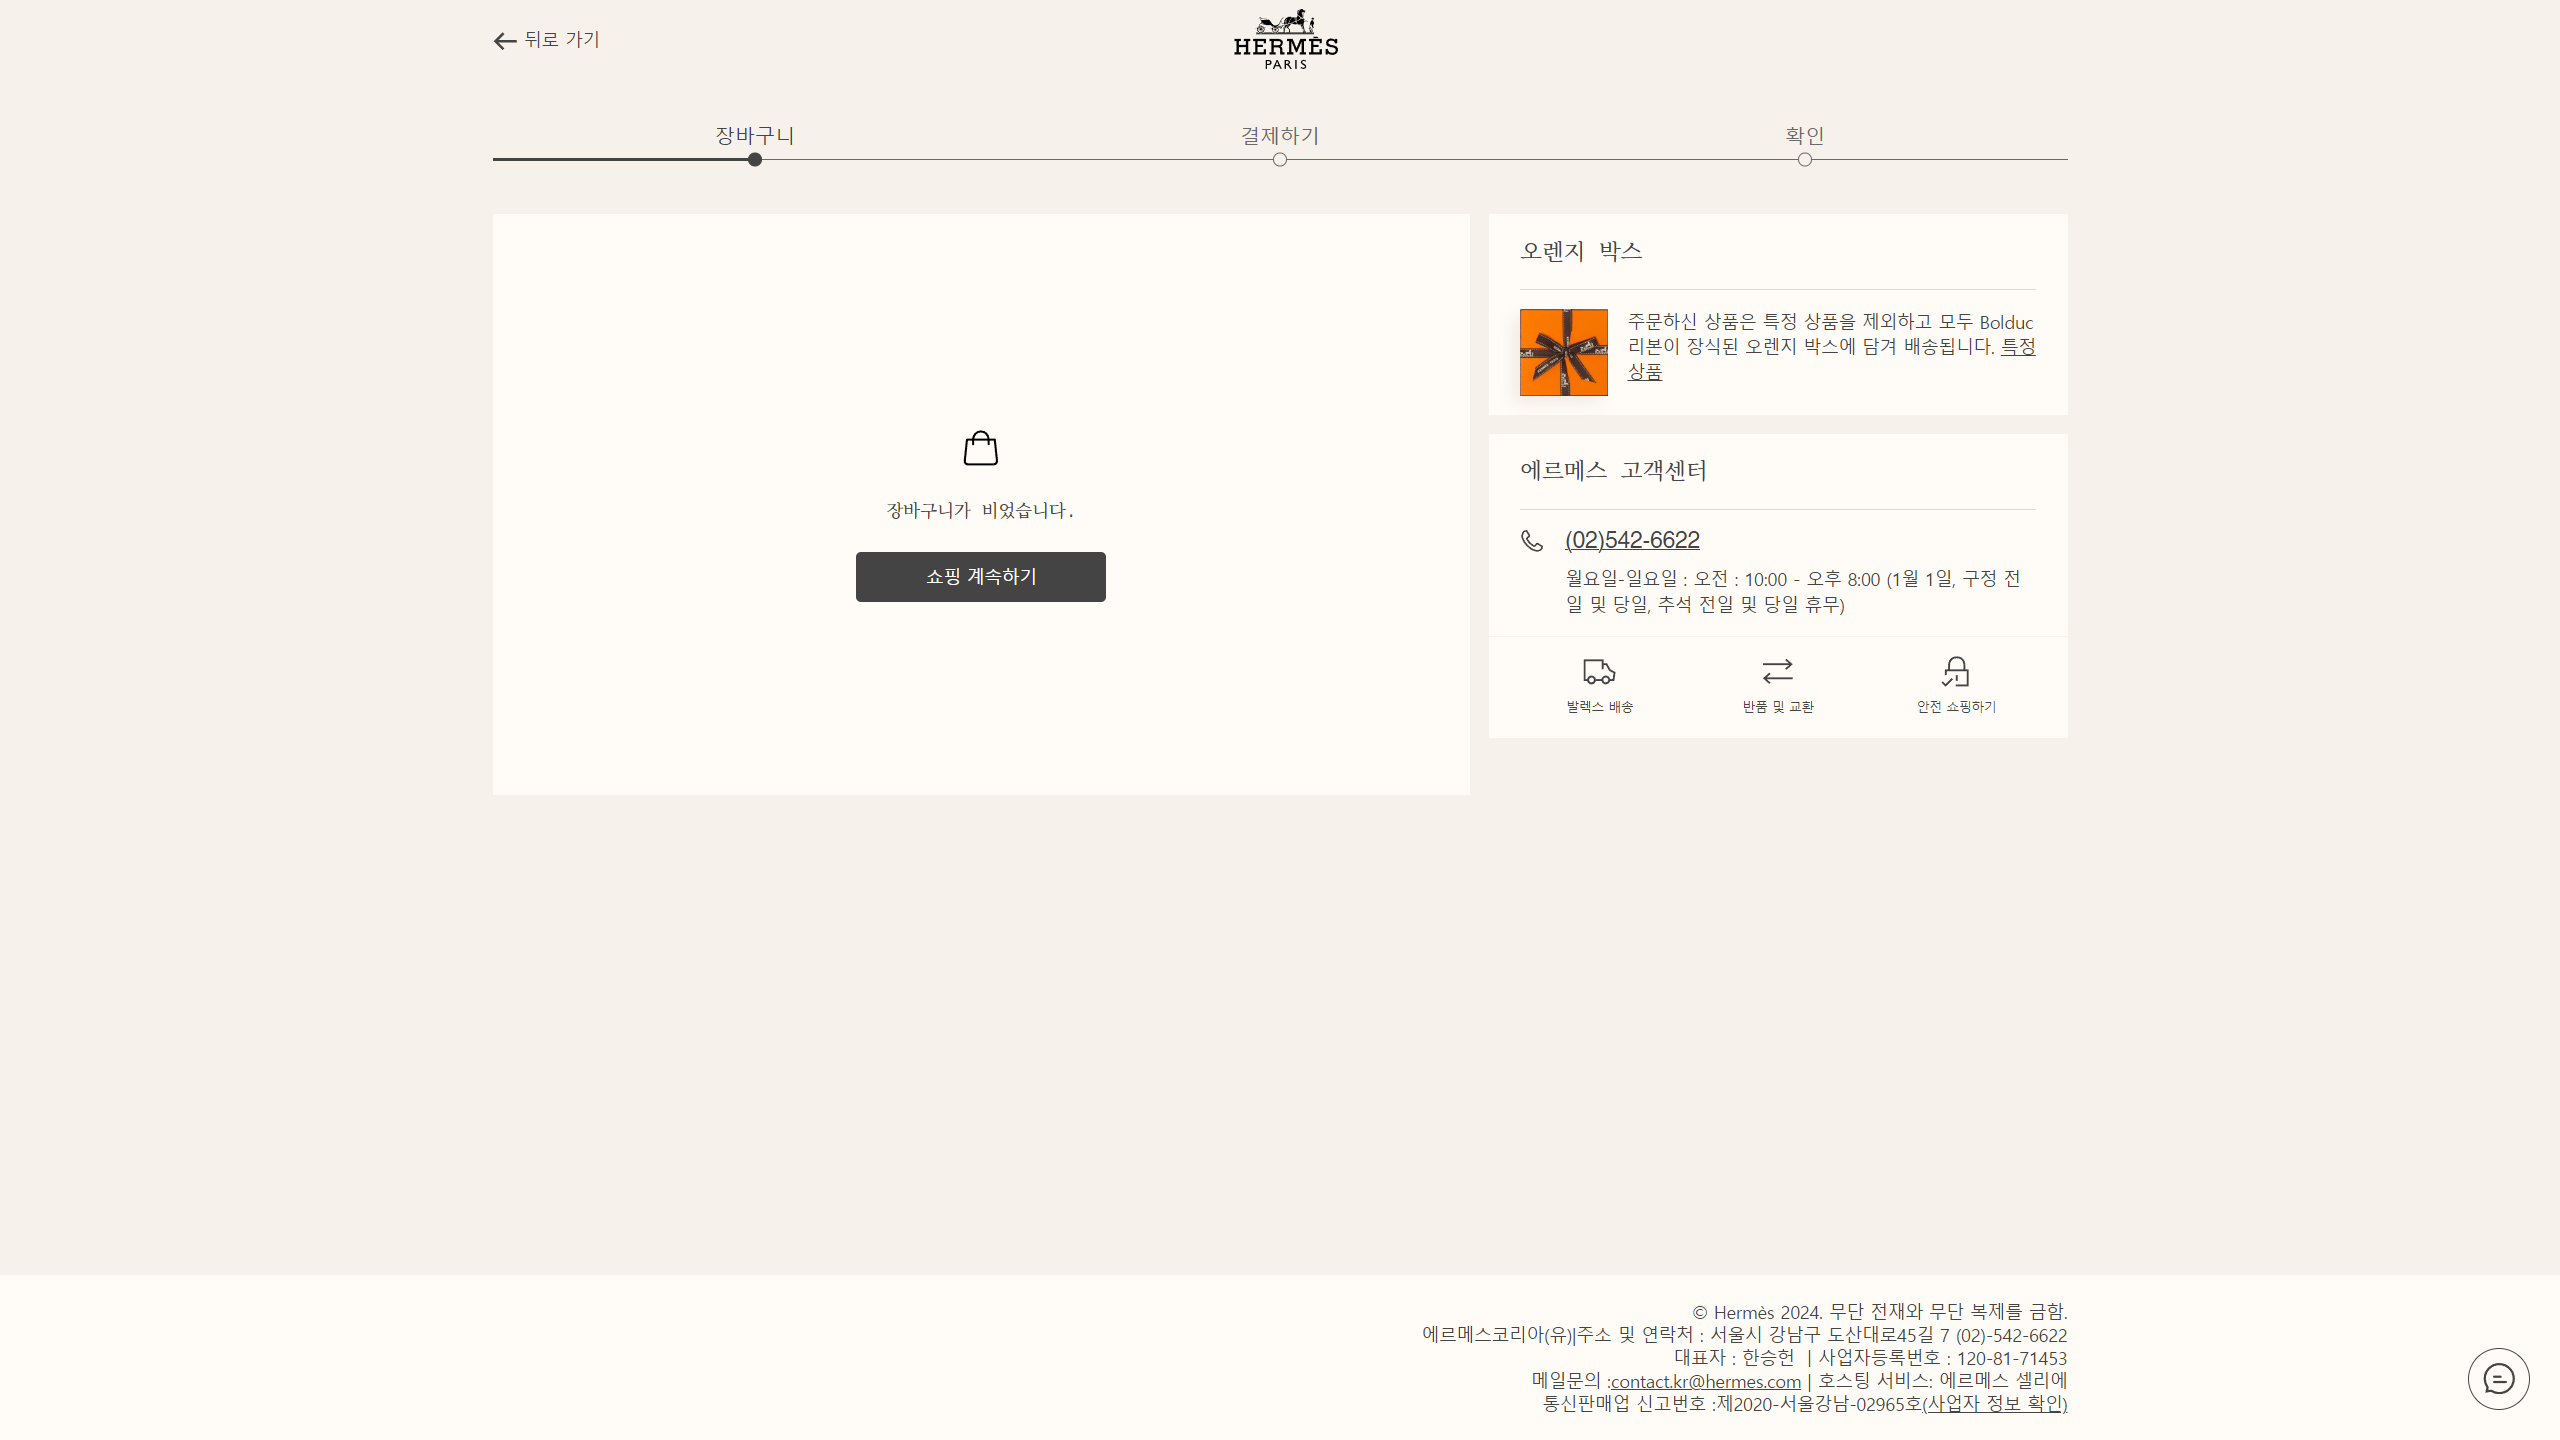 뒤로 가기
HERMÈS
PARIS
장바구니
결제하기
확인
장바구니가 비었습니다.
쇼핑 계속하기
오렌지 박스
주문하신 상품은 특정 상품을 제외하고 모두 Bolduc
리본이 장식된 오렌지 박스에 담겨 배송됩니다. 특정
상품
에르메스 고객센터
(02)542-6622
월요일-일요일 : 오전 : 10:00 - 오후 8:00 (1월 1일, 구정 전
일 및 당일, 추석 전일 및 당일 휴무)
발렉스 배송
반품 및 교환
안전 쇼핑하기
© Hermès 2024. 무단 전재와 무단 복제를 금함.
에르메스코리아(유)|주소 및 연락처 : 서울시 강남구 도산대로45길 7 (02)-542-6622
대표자 : 한승헌 | 사업자등록번호 : 120-81-71453
메일문의 :contact.kr@hermes.com | 호스팅 서비스: 에르메스 셀리에
통신판매업 신고번호 :제2020-서울강남-02965호(사업자 정보 확인)